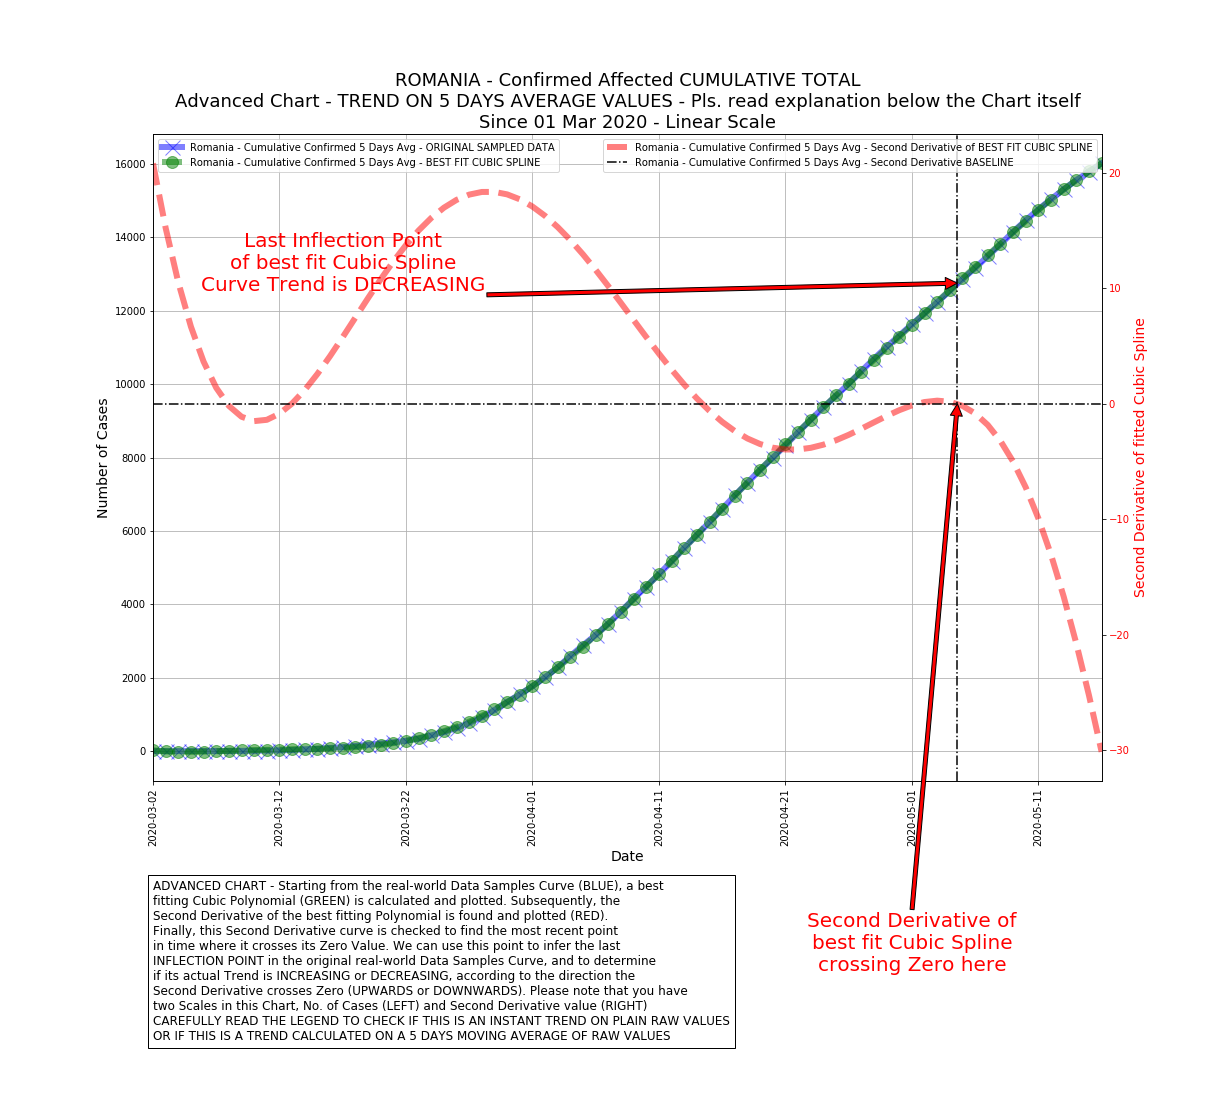 ROMANIA - Confirmed Affected CUMULATIVE TOTAL
Advanced Chart - TREND ON 5 DAYS AVERAGE VALUES - Pls. read explanation below the Chart itself
Since 01 Mar 2020 - Linear Scale
Romania - Cumulative Confirmed 5 Days Avg - ORIGINAL SAMPLED DATA
Romania - Cumulative Confirmed 5 Days Avg - BEST FIT CUBIC SPLINE
Romania - Cumulative Confirmed 5 Days Avg - Second Derivative of BEST FIT CUBIC SPLINE
Romania - Cumulative Confirmed 5 Days Avg - Second Derivative BASELINE
Last Inflection Point
of best fit Cubic Spline
Curve Trend is DECREASING
Number of Cases
16000
14000
12000
10000
8000
6000
4000
2000
0
20
10
0
−10
−20
−30
Second Derivative of fitted Cubic Spline
2020-03-02
2020-03-12
2020-03-22
2020-04-01
2020-04-11
2020-04-21
2020-05-01
2020-05-11
Date
ADVANCED CHART - Starting from the real-world Data Samples Curve (BLUE), a best
fitting Cubic Polynomial (GREEN) is calculated and plotted. Subsequently, the
Second Derivative of the best fitting Polynomial is found and plotted (RED).
Finally, this Second Derivative curve is checked to find the most recent point
in time where it crosses its Zero Value. We can use this point to infer the last
INFLECTION POINT in the original real-world Data Samples Curve, and to determine
if its actual Trend is INCREASING or DECREASING, according to the direction the
Second Derivative crosses Zero (UPWARDS or DOWNWARDS). Please note that you have
two Scales in this Chart, No. of Cases (LEFT) and Second Derivative value (RIGHT)
CAREFULLY READ THE LEGEND TO CHECK IF THIS IS AN INSTANT TREND ON PLAIN RAW VALUES
OR IF THIS IS A TREND CALCULATED ON A 5 DAYS MOVING AVERAGE OF RAW VALUES
Second Derivative of
best fit Cubic Spline
crossing Zero here